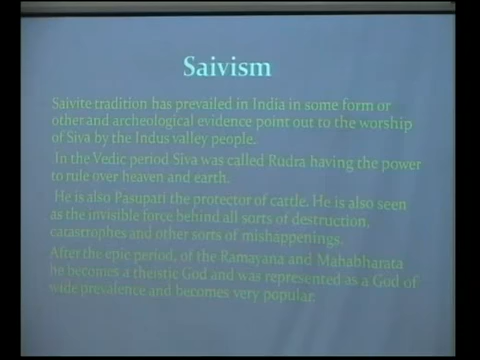 Saivism
Saivite tradition has prevailed in India in some form or
other and archeological evidence point out to the worship
of Siva by the Indus valley people.
In the Vedic period Siva was called Rudra having the power
to rule over heaven and earth.
He is also Pasupati the protector of cattle. He is also seen
as the invisible force behind all sorts of destruction,
catastrophes and other sorts of mishappenings.
After the epic period, of the Ramayana and Mahabharata
he becomes a theistic God and was represented as a God of
wide prevalence and becomes very popular.